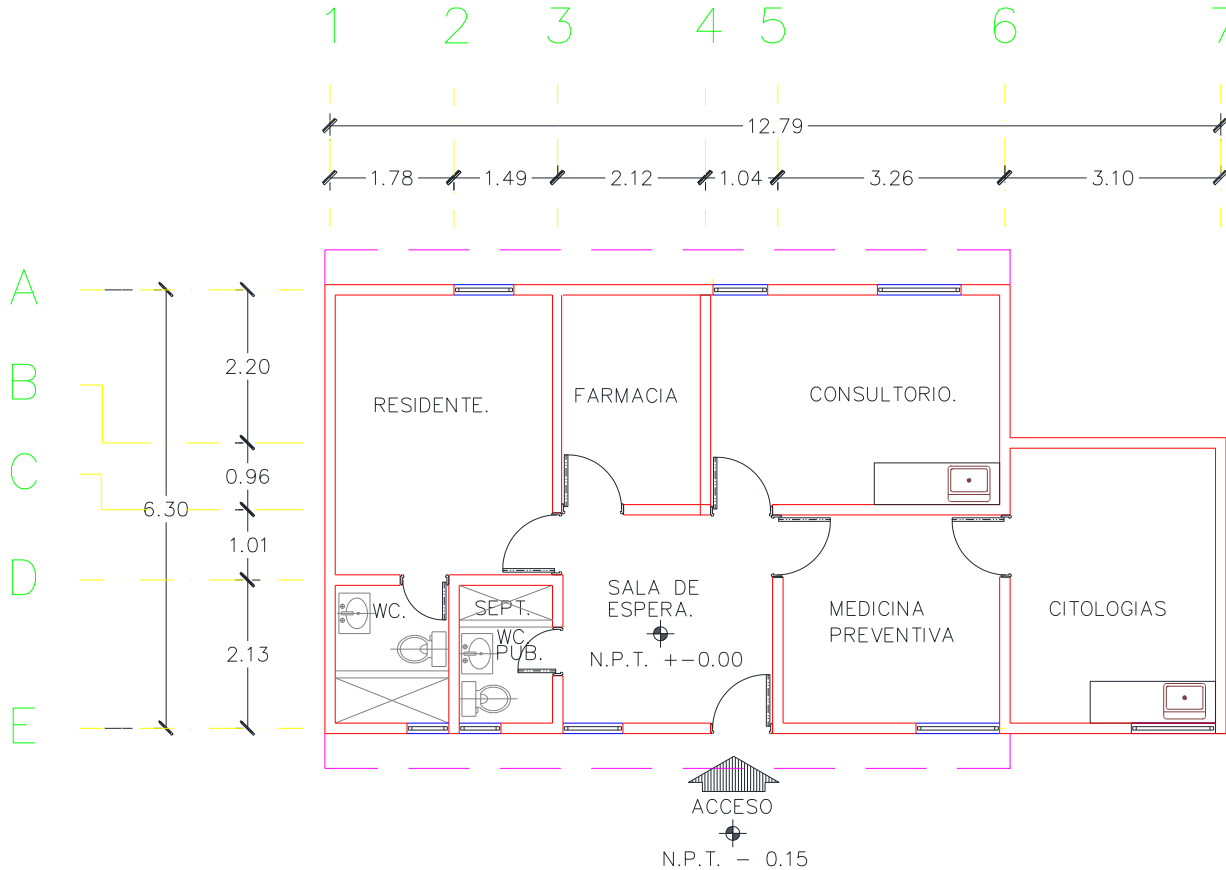 1 2 3 4 5 6 7
12.79
1.78 1.49 2.12 1.04 3.26 3.10
A
B
C
D
E
2.20
0.96
6.30
1.01
2.13
RESIDENTE.
FARMACIA
CONSULTORIO.
WC.
SEPT.
WC.
PUB.
SALA DE
ESPERA.
N.P.T. +-0.00
MEDICINA
PREVENTIVA
CITOLOGIAS
ACCESO
N.P.T. - 0.15